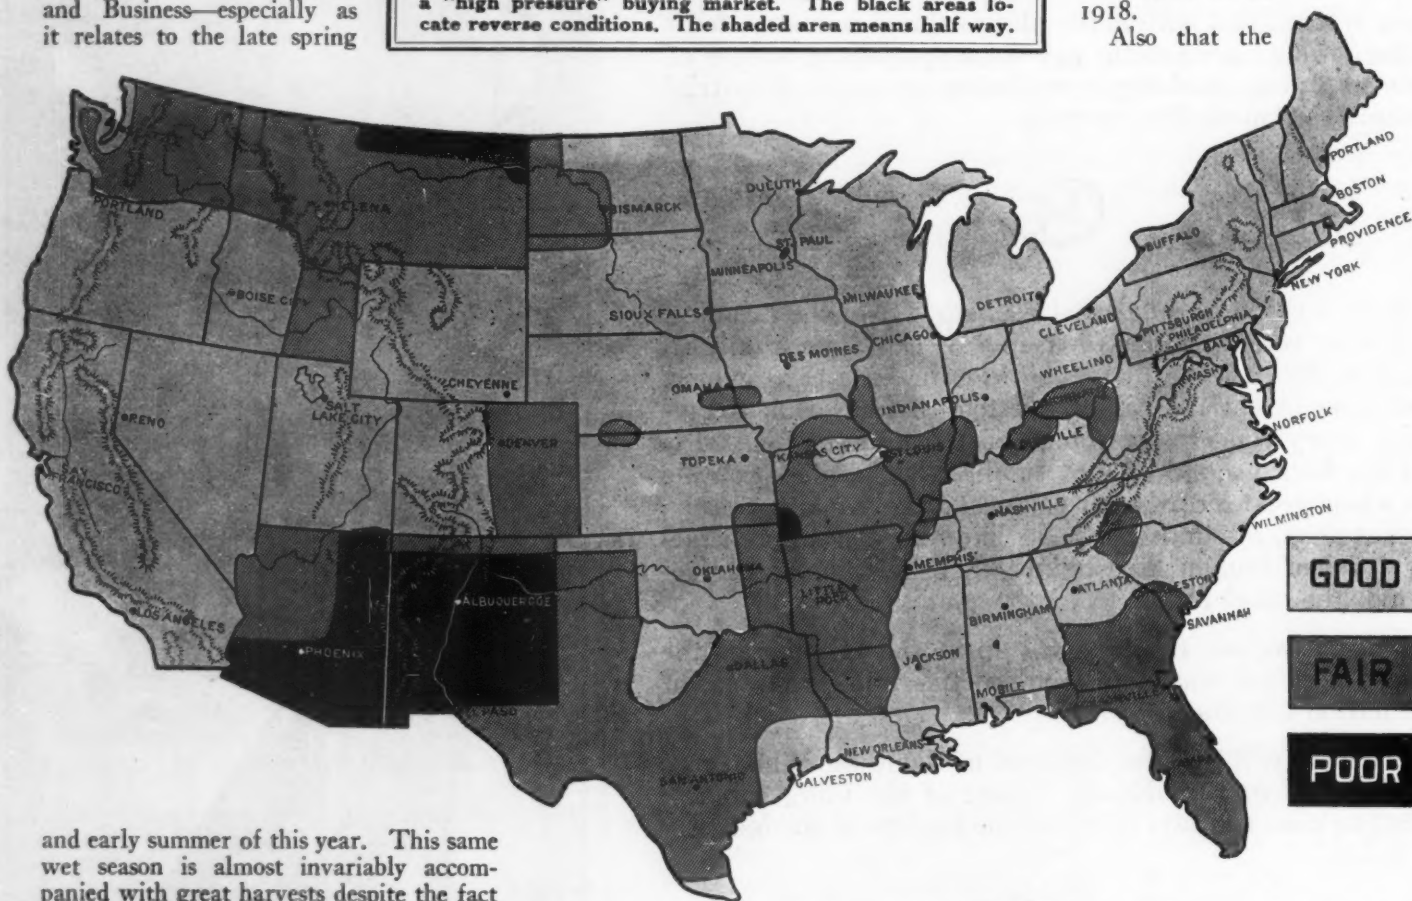 and Business—especially as
it relates to the late spring
a "high pressure" buying market. The black areas lo-
cate reverse conditions. The shaded area means half way.
1918.
Also that the
PORTLAND
HELENA
BISMARCK
DULUTH
ST. PAUL
MINNEAPOLIS
BOISE CITY
SIOUX FALLS
MILWAUKEE
DETROIT
BUFFALO
PORTLAND
BOSTON
PROVIDENCE
NEW YORK
CHICAGO
CLEVELAND
PITTSBURGH
PHILADELPHIA
BALTO
WHEELING
WASH
DES MOINES
CHEYENNE
OMAHA
INDIANAPOLIS
RENO
SALT
LAKE CITY
DENVER
TOPEKA
KANSAS CITY
ST. LOUIS
NORFOLK
SAN
FRANCISCO
NASHVILLE
WILMINGTON
OKLAHOMA
MEMPHIS
LITTLE
ROCK
ATLANTA
BIRMINGHAM
SAVANNAH
LOS ANGELES
ALBUQUERQUE
PHOENIX
DALLAS
JACKSON
MOBILE
EL PASO
NEW ORLEANS
SAN ANTONIO
GALVESTON
TAMPA
GOOD
FAIR
POOR
and early summer of this year. This same
wet season is almost invariably accom-
panied with great harvests despite the fact